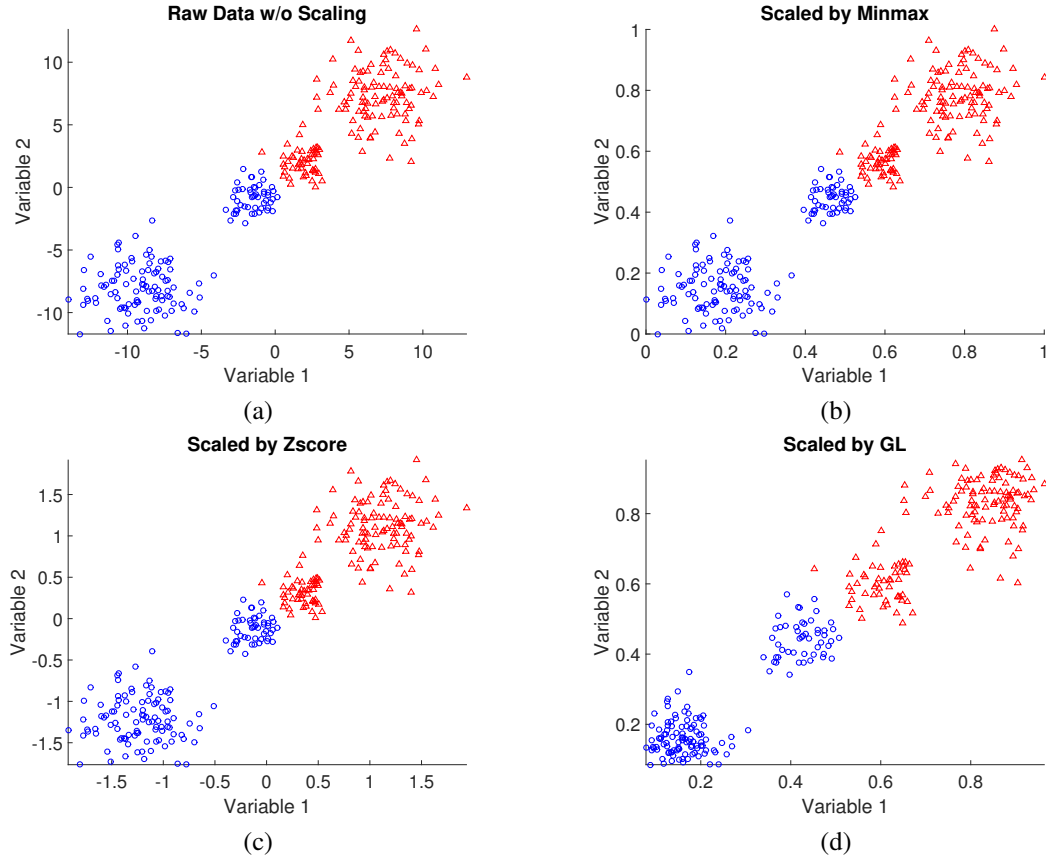 Raw Data w/o Scaling
10
5
0
-5
-10
Variable 2
-10 -5 0 5 10
Variable 1
(a)
Scaled by Minmax
1
0.8
0.6
0.4
0.2
0
Variable 2
0 0.2 0.4 0.6 0.8 1
Variable 1
(b)
Scaled by Zscore
1.5
1
0.5
0
-0.5
-1
-1.5
Variable 2
-1.5 -1 -0.5 0 0.5 1 1.5
Variable 1
(c)
Scaled by GL
0.8
0.6
0.4
0.2
Variable 2
0.2 0.4 0.6 0.8
Variable 1
(d)